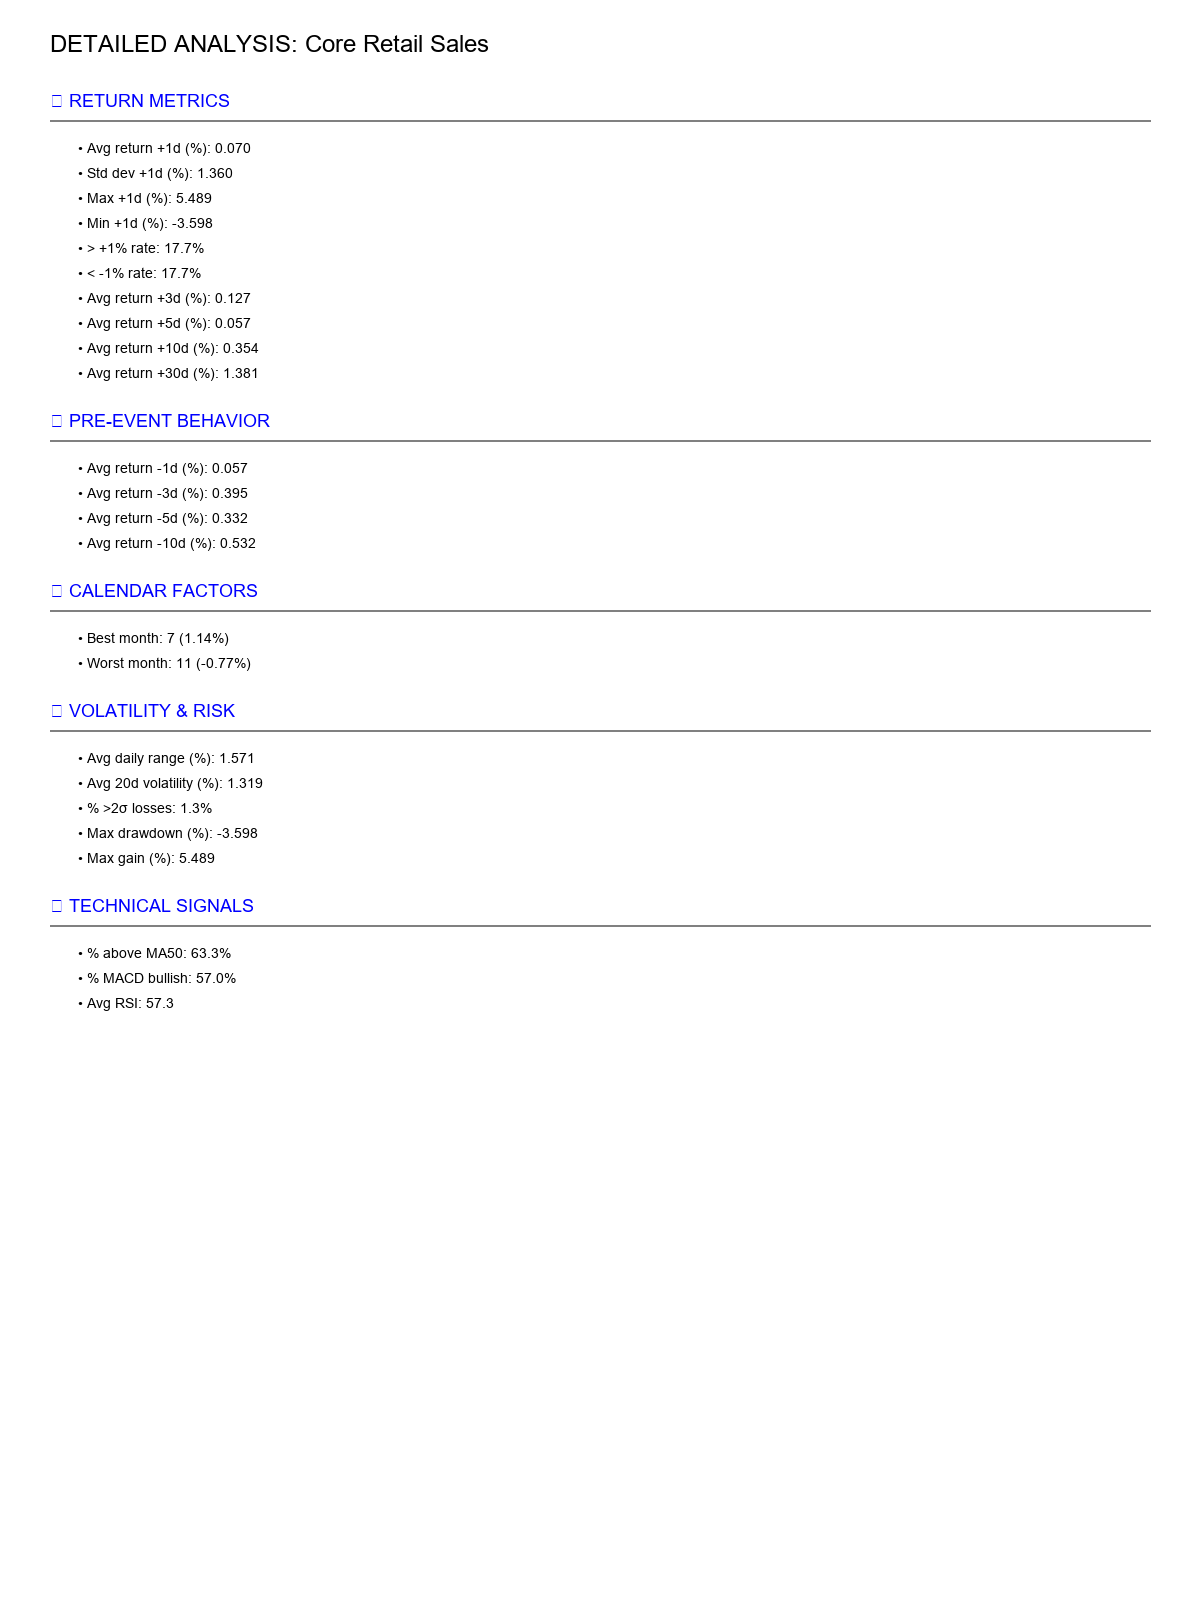 DETAILED ANALYSIS: Core Retail Sales
RETURN METRICS
• Avg return +1d (%): 0.070
• Std dev +1d (%): 1.360
• Max +1d (%): 5.489
• Min +1d (%): -3.598
• > +1% rate: 17.7%
• < -1% rate: 17.7%
• Avg return +3d (%): 0.127
• Avg return +5d (%): 0.057
• Avg return +10d (%): 0.354
• Avg return +30d (%): 1.381
PRE-EVENT BEHAVIOR
• Avg return -1d (%): 0.057
• Avg return -3d (%): 0.395
• Avg return -5d (%): 0.332
• Avg return -10d (%): 0.532
CALENDAR FACTORS
• Best month: 7 (1.14%)
• Worst month: 11 (-0.77%)
VOLATILITY & RISK
• Avg daily range (%): 1.571
• Avg 20d volatility (%): 1.319
• % >2σ losses: 1.3%
• Max drawdown (%): -3.598
• Max gain (%): 5.489
TECHNICAL SIGNALS
• % above MA50: 63.3%
• % MACD bullish: 57.0%
• Avg RSI: 57.3